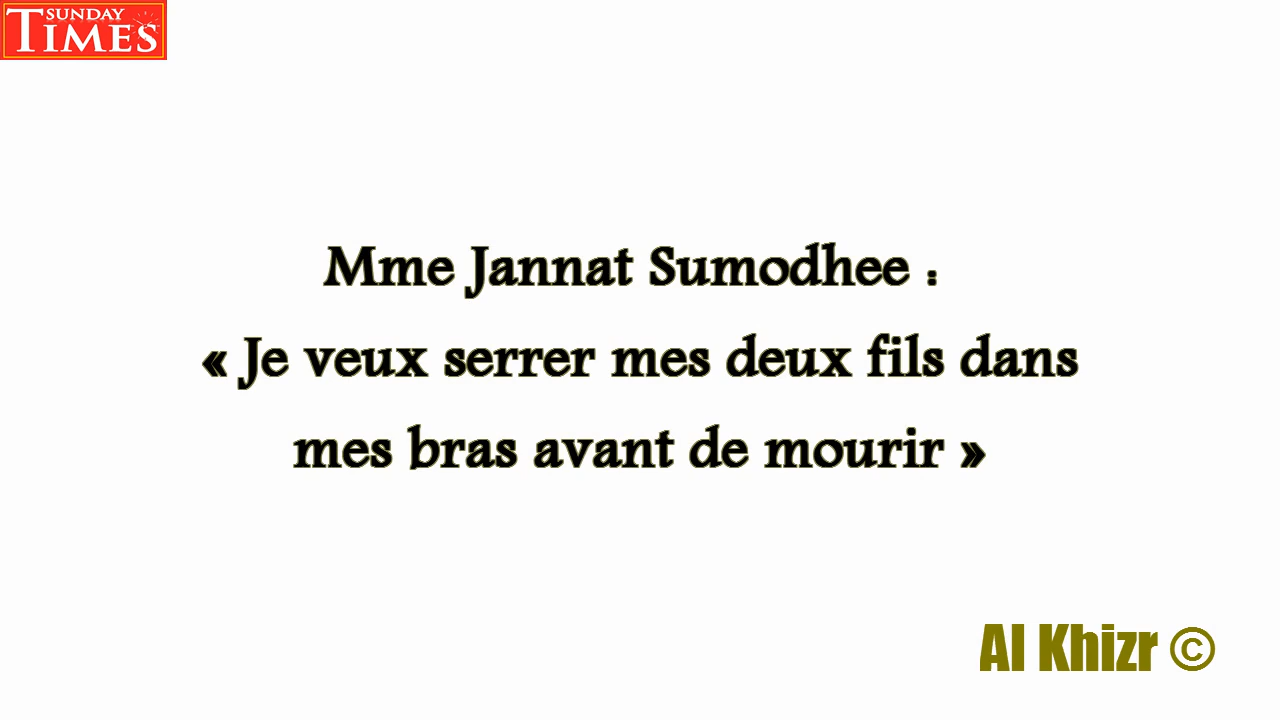 SUNDAY
TIMES
Mme Jannat Sumodhee :
« Je veux serrer mes deux fils dans
mes bras avant de mourir »
Al Khizr ©